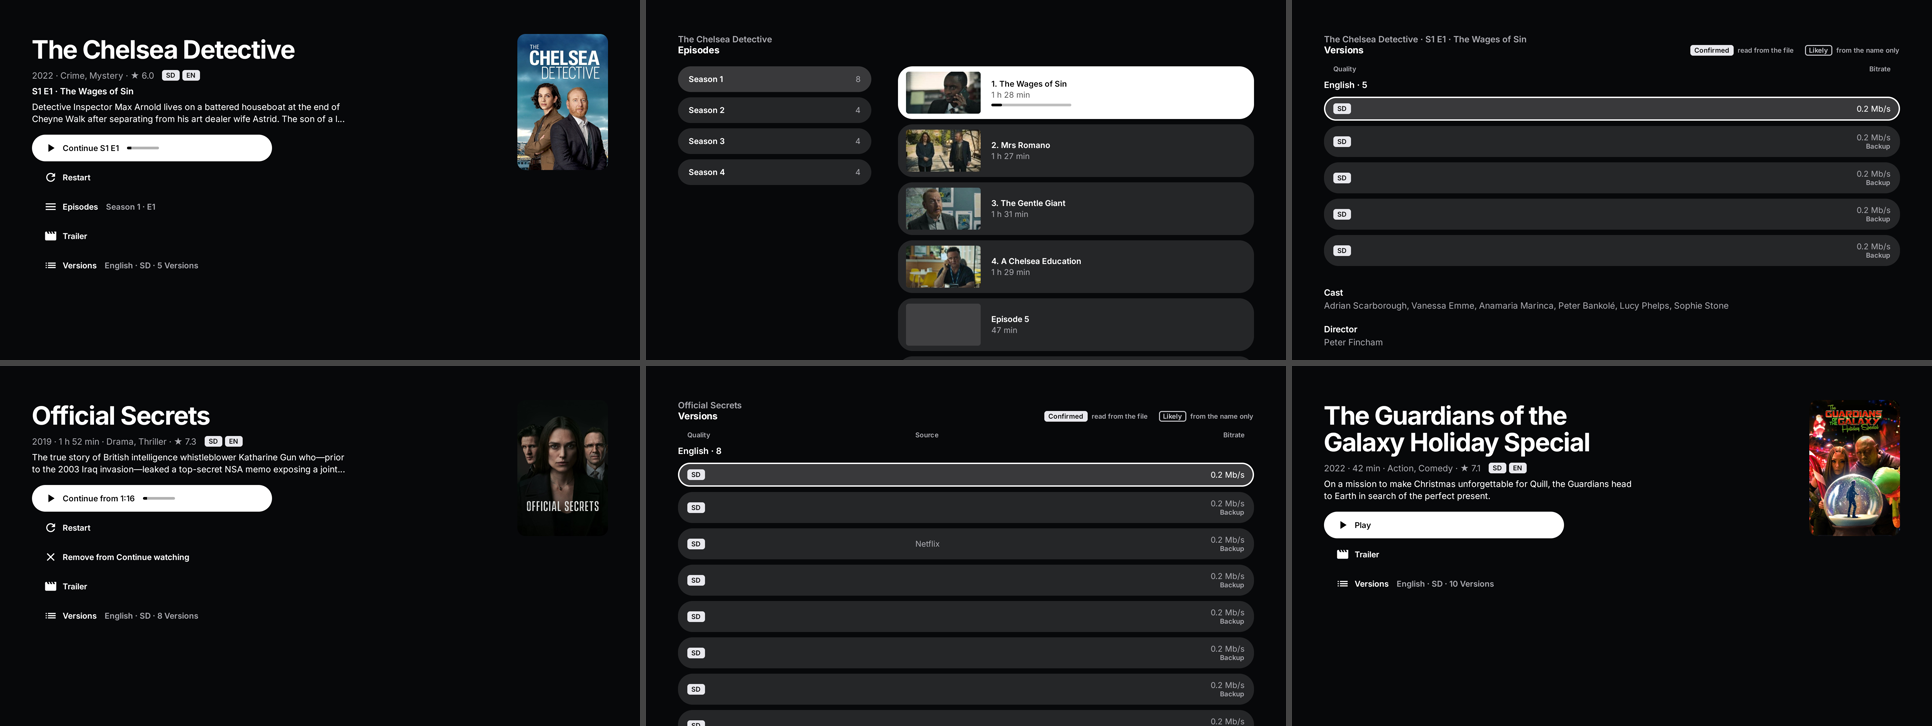 The Chelsea Detective
2022 · Crime, Mystery · ★ 6.0 SD EN
S1 E1 · The Wages of Sin
Detective Inspector Max Arnold lives on a battered houseboat at the end of
Cheyne Walk after separating from his art dealer wife Astrid. The son of a l...
Continue S1 E1
Restart
Episodes Season 1 · E1
Trailer
Versions English · SD · 5 Versions
THE
CHELSEA
DETECTIVE
The Chelsea Detective
Episodes
Season 1 8
Season 2 4
Season 3 4
Season 4 4
1. The Wages of Sin
1 h 28 min
2. Mrs Romano
1 h 27 min
3. The Gentle Giant
1 h 31 min
4. A Chelsea Education
1 h 29 min
Episode 5
47 min
The Chelsea Detective · S1 E1 · The Wages of Sin
Versions
Confirmed read from the file Likely from the name only
Quality Bitrate
English · 5
SD 0.2 Mb/s
SD 0.2 Mb/s
Backup
SD 0.2 Mb/s
Backup
SD 0.2 Mb/s
Backup
SD 0.2 Mb/s
Backup
Cast
Adrian Scarborough, Vanessa Emme, Anamaria Marinca, Peter Bankolé, Lucy Phelps, Sophie Stone
Director
Peter Fincham
Official Secrets
2019 · 1 h 52 min · Drama, Thriller · ★ 7.3 SD EN
The true story of British intelligence whistleblower Katharine Gun who—prior
to the 2003 Iraq invasion—leaked a top-secret NSA memo exposing a joint...
Continue from 1:16
Restart
Remove from Continue watching
Trailer
Versions English · SD · 8 Versions
OFFICIAL SECRETS
Official Secrets
Versions
Confirmed read from the file Likely from the name only
Quality Source Bitrate
English · 8
SD 0.2 Mb/s
SD 0.2 Mb/s
Backup
SD Netflix 0.2 Mb/s
Backup
SD 0.2 Mb/s
Backup
SD 0.2 Mb/s
Backup
SD 0.2 Mb/s
Backup
SD 0.2 Mb/s
Backup
SD 0.2 Mb/s
The Guardians of the
Galaxy Holiday Special
2022 · 42 min · Action, Comedy · ★ 7.1 SD EN
On a mission to make Christmas unforgettable for Quill, the Guardians head
to Earth in search of the perfect present.
Play
Trailer
Versions English · SD · 10 Versions
The
GUARDIANS
OF THE
GALAXY
Holiday Special